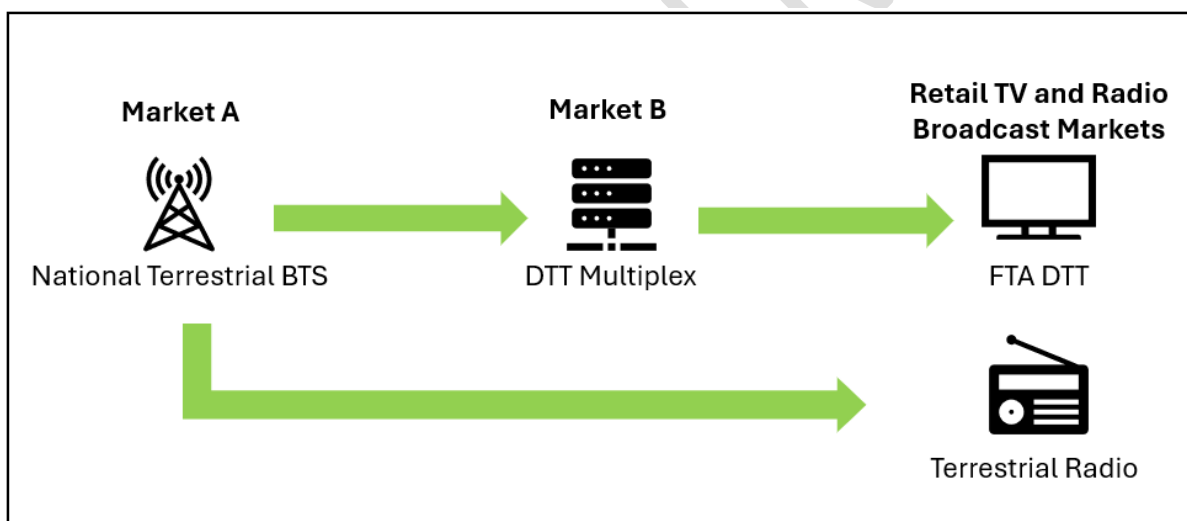 Market A
Market B
Retail TV and Radio
Broadcast Markets
National Terrestrial BTS
DTT Multiplex
FTA DTT
Terrestrial Radio